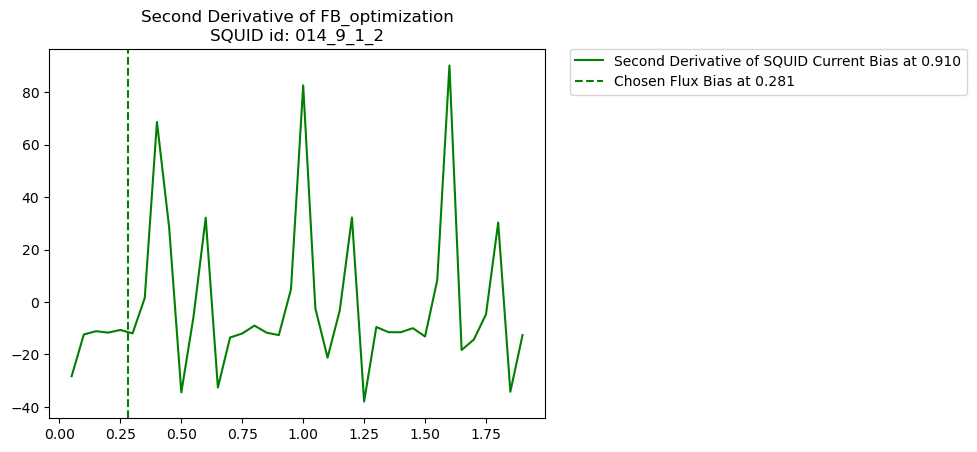 Second Derivative of FB_optimization
SQUID id: 014_9_1_2
Second Derivative of SQUID Current Bias at 0.910
Chosen Flux Bias at 0.281
80
60
40
20
0
−20
−40
0.00 0.25 0.50 0.75 1.00 1.25 1.50 1.75